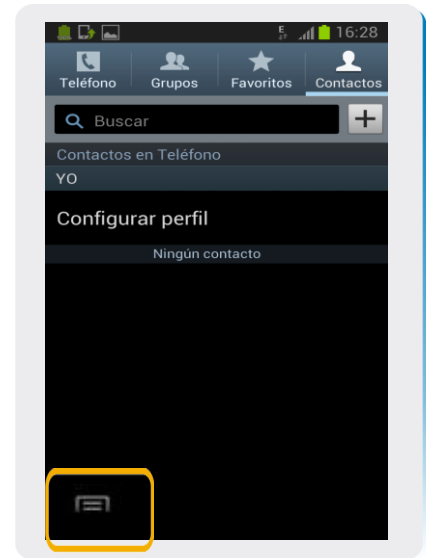 E 16:28
Teléfono Grupos Favoritos Contactos
Buscar +
Contactos en Teléfono
YO
Configurar perfil
Ningún contacto